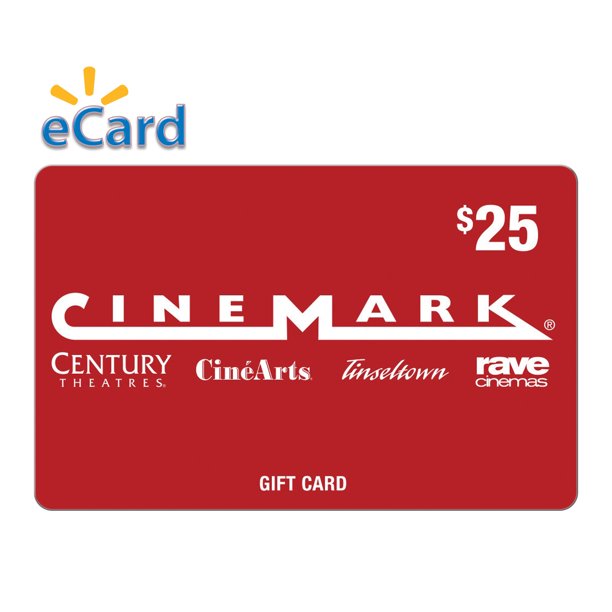 eCard
$25
CINEMARK®
CENTURY THEATRES® CinéArts® Tinseltown rave cinemas
GIFT CARD